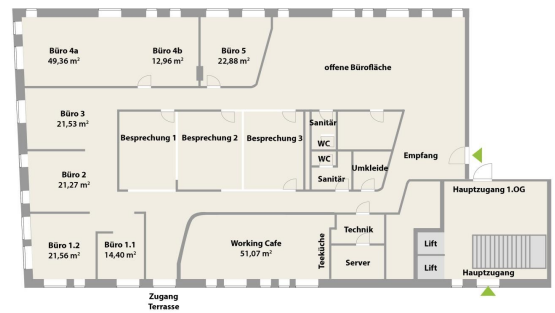 Büro 4a
49,36 m²
Büro 4b
12,96 m²
Büro 5
22,88 m²
offene Bürofläche
Büro 3
21,53 m²
Besprechung 1
Besprechung 2
Besprechung 3
Sanitär
WC
WC
Sanitär
Umkleide
Empfang
Büro 2
21,27 m²
Hauptzugang 1.OG
Büro 1.2
21,56 m²
Büro 1.1
14,40 m²
Working Cafe
51,07 m²
Teeküche
Technik
Server
Lift
Lift
Hauptzugang
Zugang
Terrasse